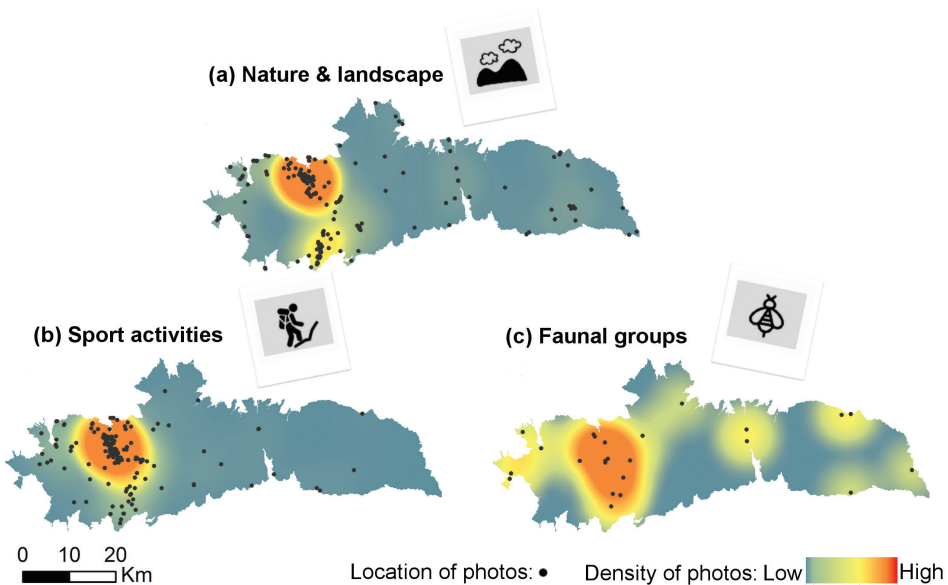 (a) Nature & landscape
(b) Sport activities
(c) Faunal groups
0 10 20
Km
Location of photos:
Density of photos: Low High